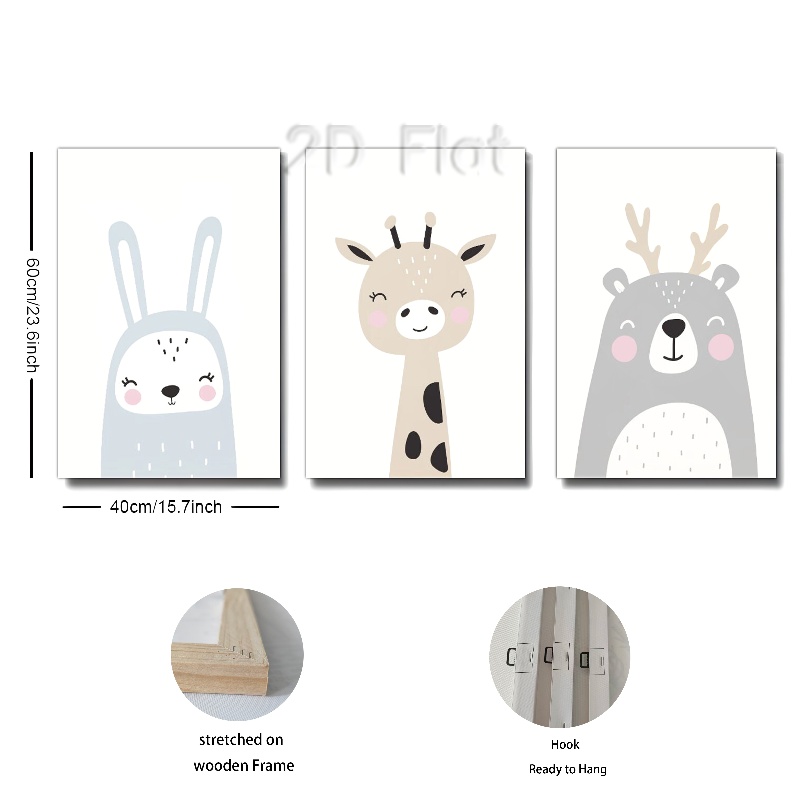 2D Flat
60cm/23.6inch
40cm/15.7inch
stretched on
wooden Frame
Hook
Ready to Hang